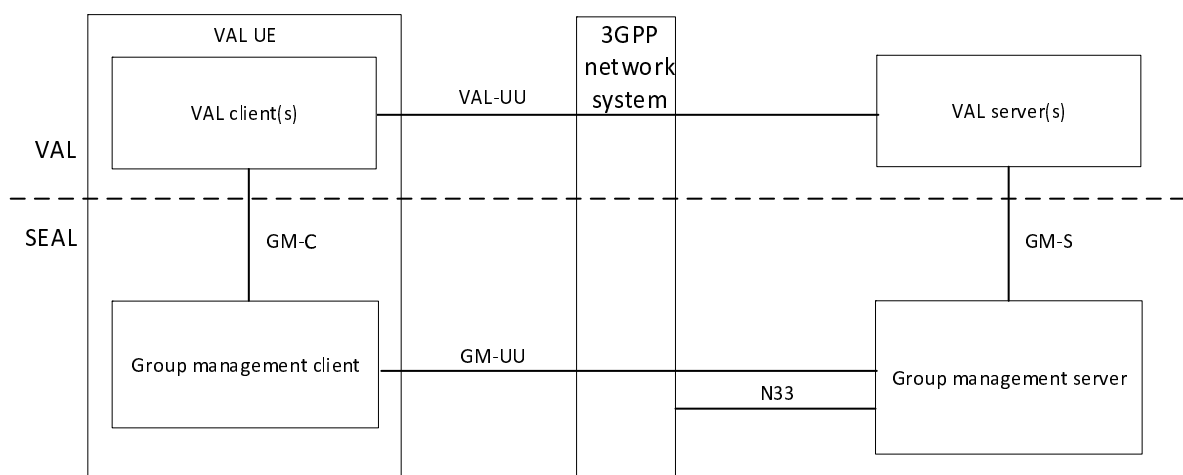 VAL UE
3GPP
network
system
VAL client(s)
VAL-UU
VAL server(s)
VAL
SEAL
GM-C
GM-S
Group management client
GM-UU
Group management server
N33